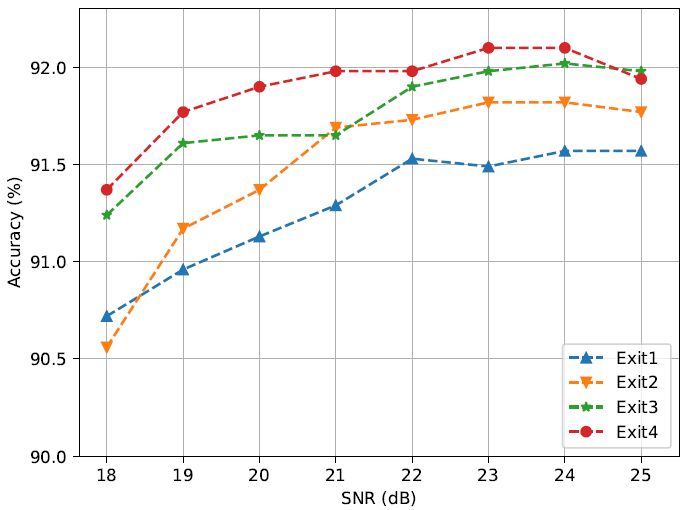 92.0
91.5
91.0
90.5
90.0
Accuracy (%)
18 19 20 21 22 23 24 25
SNR (dB)
Exit1
Exit2
Exit3
Exit4